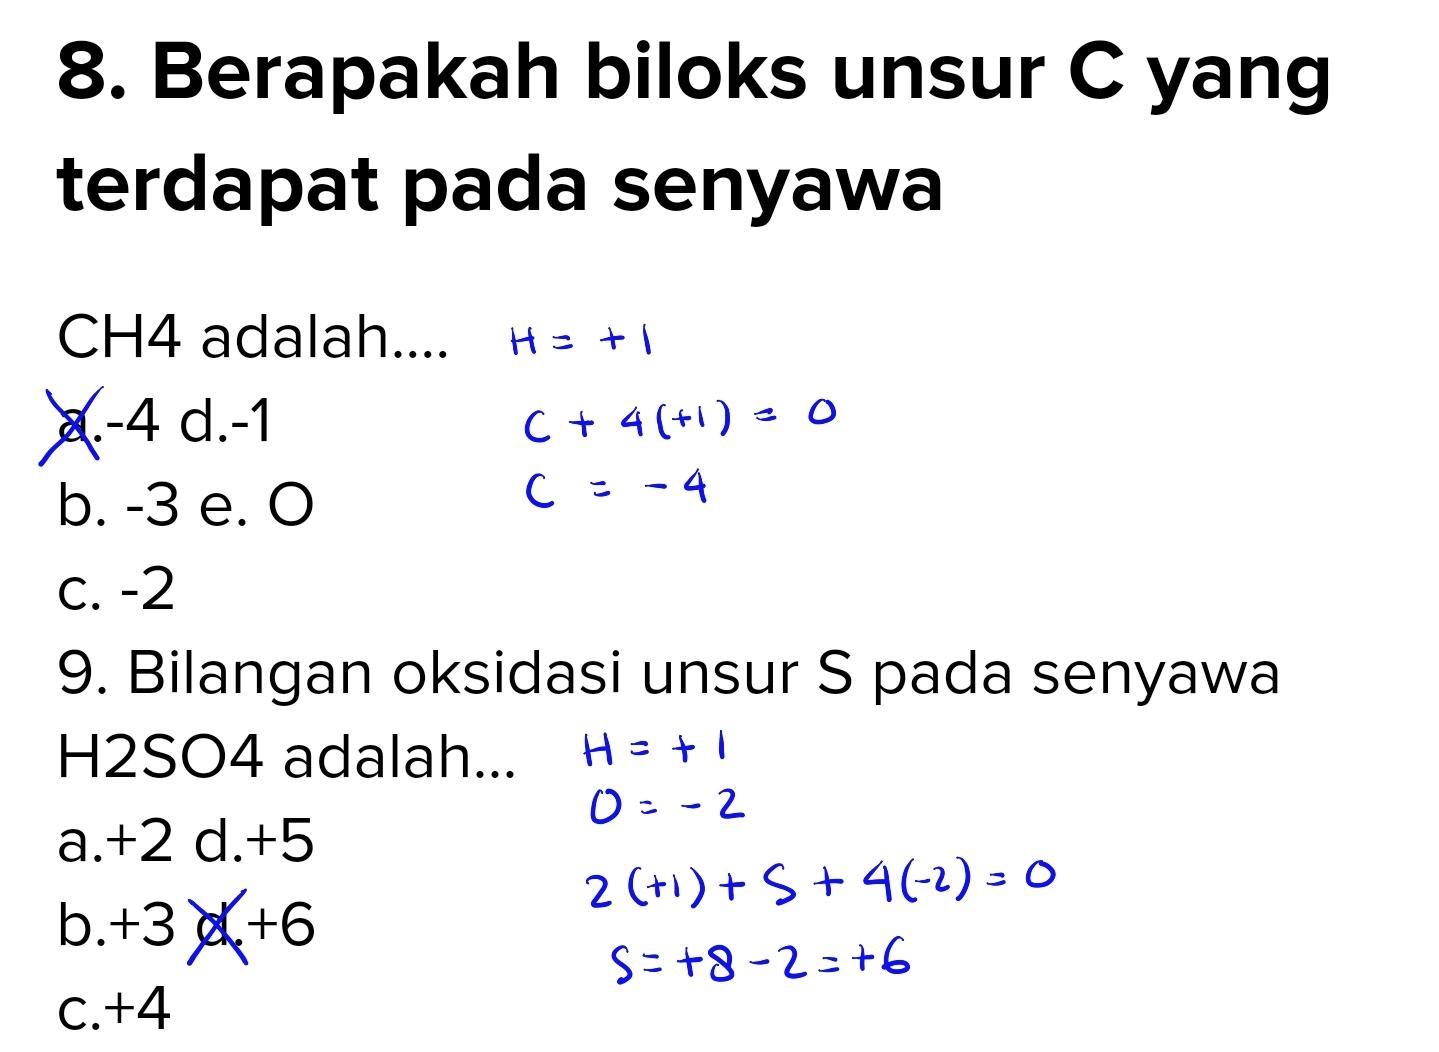 8. Berapakah biloks unsur C yang
terdapat pada senyawa
CH4 adalah.... H = +1
a.-4 d.-1 C + 4(+1) = 0
b. -3 e. O C = -4
c. -2
9. Bilangan oksidasi unsur S pada senyawa
H2SO4 adalah... H = +1
O = -2
a.+2 d.+5 2(+1) + S + 4(-2) = 0
b.+3 d.+6 S = +8 - 2 = +6
c.+4